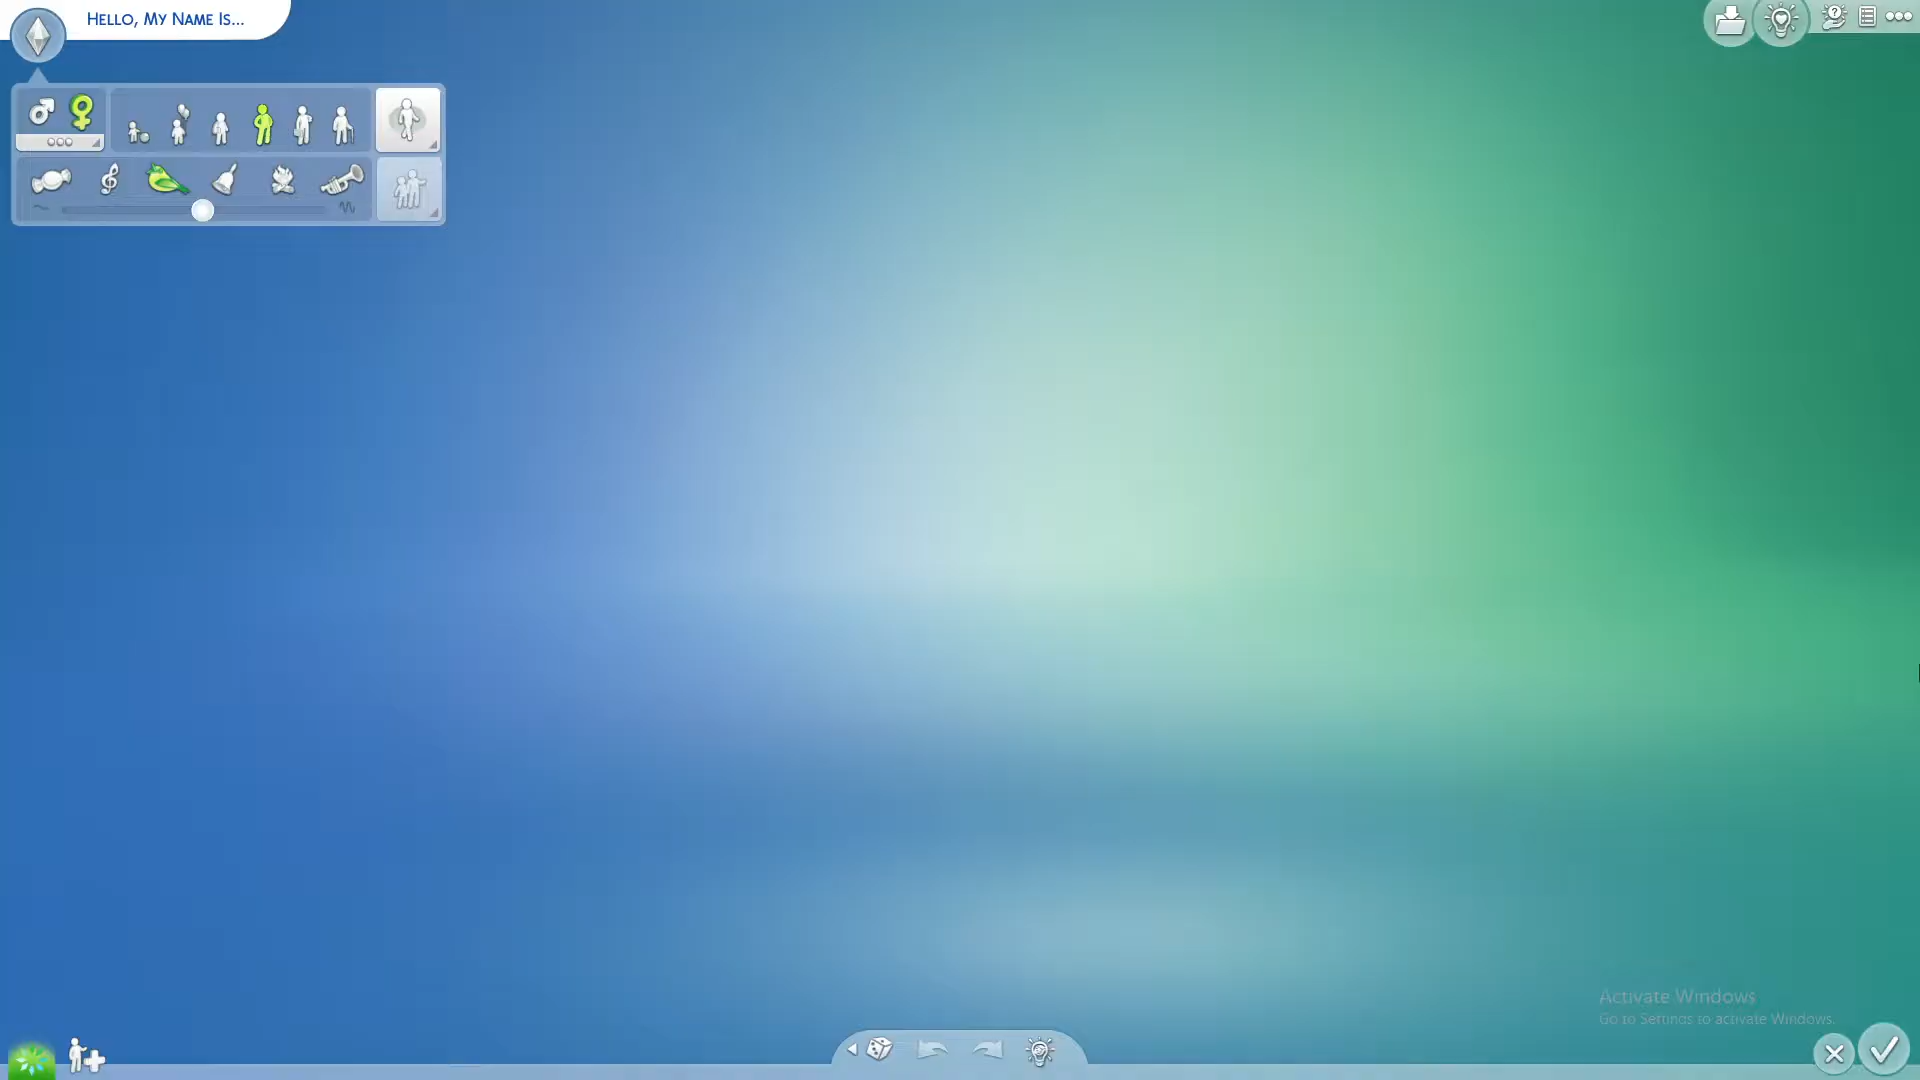 Hello, My Name Is...
Activate Windows
Go to Settings to activate Windows.